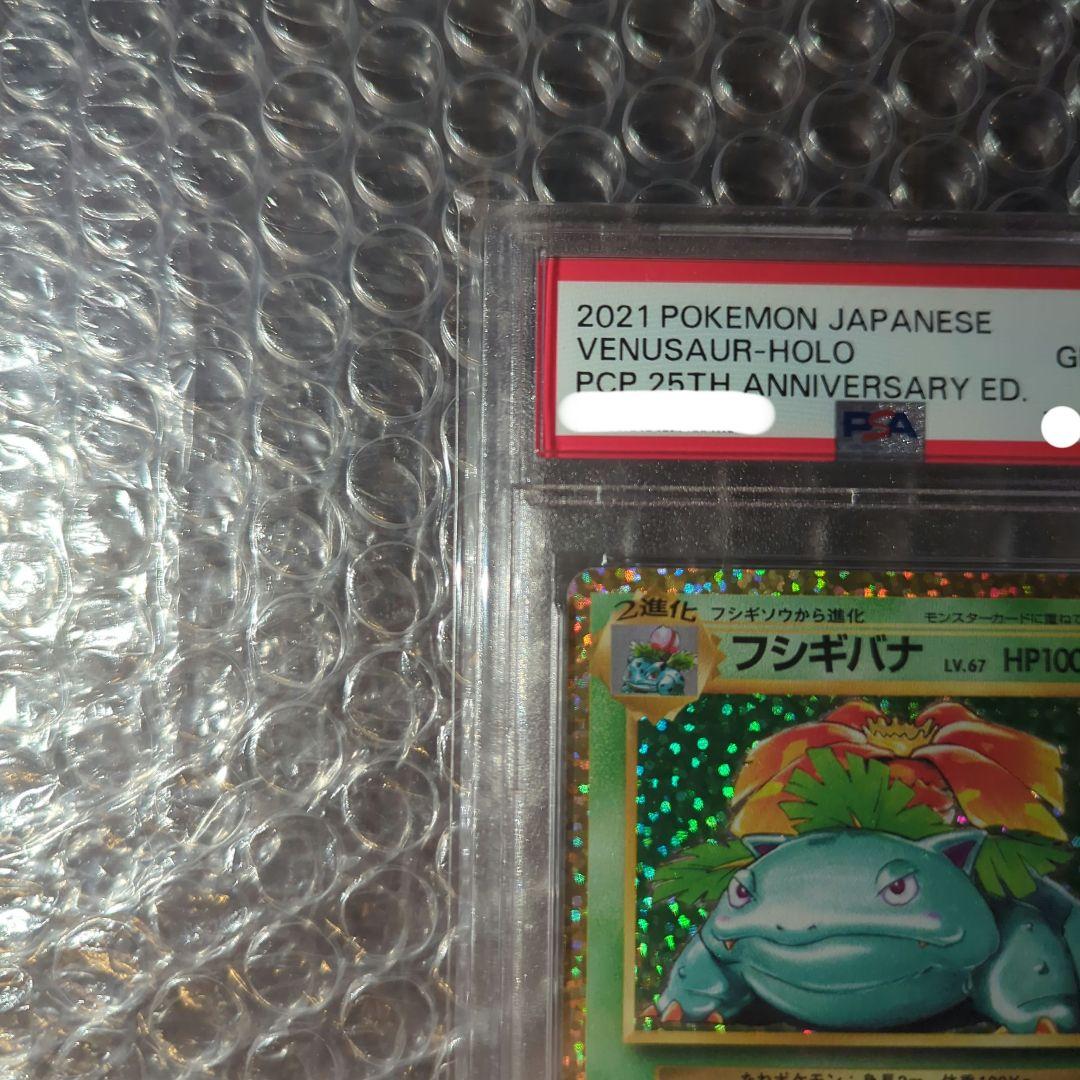 2021 POKEMON JAPANESE
VENUSAUR-HOLO
PCP 25TH ANNIVERSARY ED.
PSA
2進化 フシギソウから進化 モンスターカードに重ねて
フシギバナ LV.67 HP100